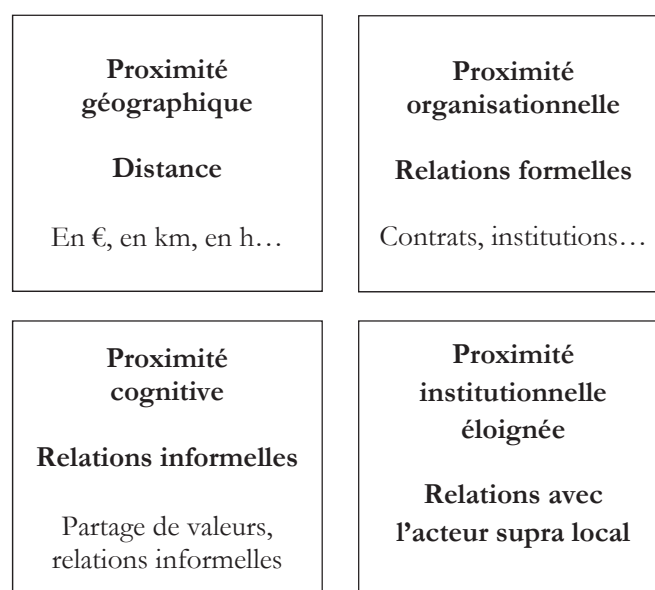 Proximité
géographique
Distance
En €, en km, en h…
Proximité
organisationnelle
Relations formelles
Contrats, institutions…
Proximité
cognitive
Relations informelles
Partage de valeurs,
relations informelles
Proximité
institutionnelle
éloignée
Relations avec
l’acteur supra local